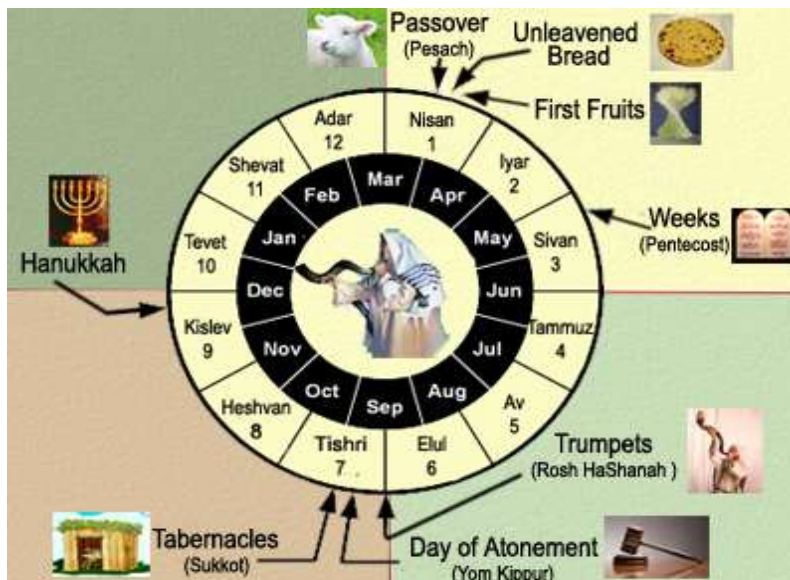 Passover
(Pesach)
Unleavened
Bread
First Fruits
Weeks
(Pentecost)
Trumpets
(Rosh HaShanah )
Day of Atonement
(Yom Kippur)
Tabernacles
(Sukkot)
Hanukkah
Nisan
1
Iyar
2
Sivan
3
Tammuz
4
Av
5
Elul
6
Tishri
7
Heshvan
8
Kislev
9
Tevet
10
Shevat
11
Adar
12
Mar
Apr
May
Jun
Jul
Aug
Sep
Oct
Nov
Dec
Jan
Feb